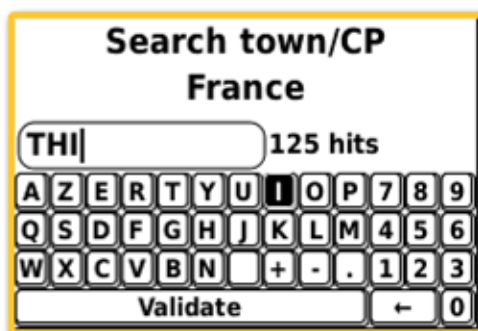 Search town/CP
France
THI 125 hits
A Z E R T Y U I O P 7 8 9
Q S D F G H J K L M 4 5 6
W X C V B N + - . 1 2 3
Validate ← 0